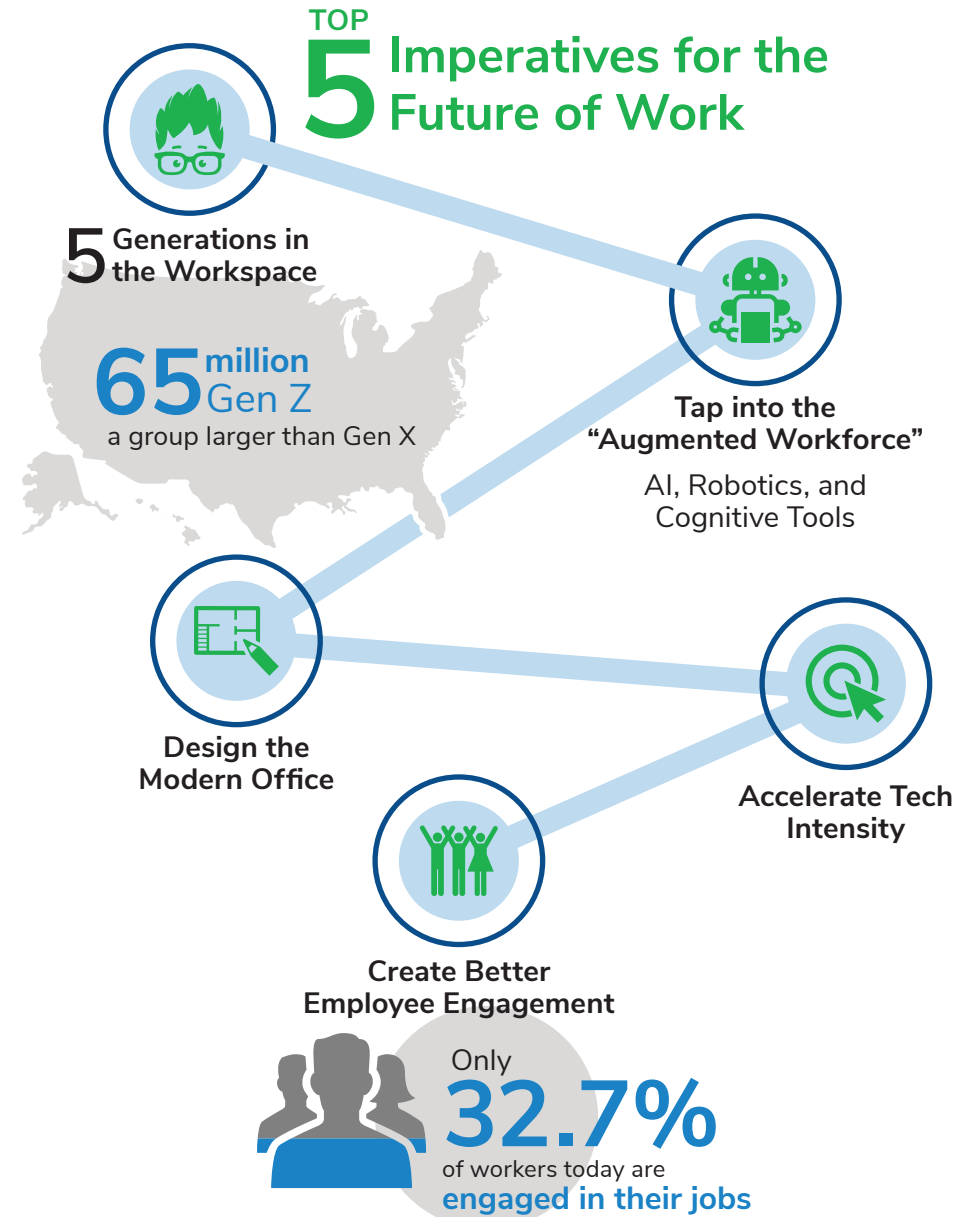 TOP
5 Imperatives for the
Future of Work
5 Generations in
the Workspace
65 million
Gen Z
a group larger than Gen X
Tap into the
“Augmented Workforce”
AI, Robotics, and
Cognitive Tools
Design the
Modern Office
Accelerate Tech
Intensity
Create Better
Employee Engagement
Only
32.7%
of workers today are
engaged in their jobs